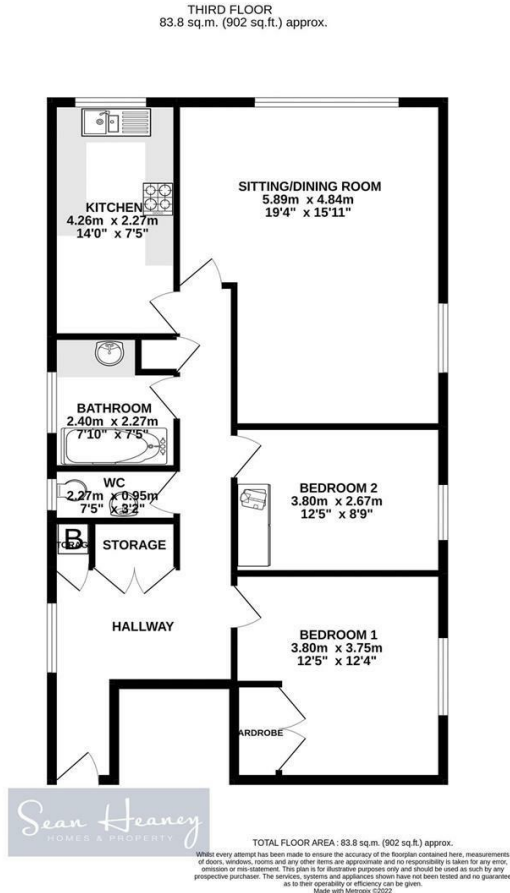 THIRD FLOOR
83.8 sq.m. (902 sq.ft.) approx.
SITTING/DINING ROOM
5.89m x 4.84m
19'4" x 15'11"
KITCHEN
4.26m x 2.27m
14'0" x 7'5"
BATHROOM
2.40m x 2.27m
7'10" x 7'5"
WC
2.27m x 0.95m
7'5" x 3'2"
BEDROOM 2
3.80m x 2.67m
12'5" x 8'9"
B
TORAG
STORAGE
HALLWAY
BEDROOM 1
3.80m x 3.75m
12'5" x 12'4"
ARDROBE
Sean Heaney
HOMES & PROPERTY
TOTAL FLOOR AREA : 83.8 sq.m. (902 sq.ft.) approx.
Whilst every attempt has been made to ensure the accuracy of the floorplan contained here, measurements
of doors, windows, rooms and any other items are approximate and no responsibility is taken for any error,
omission or mis-statement. This plan is for illustrative purposes only and should be used as such by any
prospective purchaser. The services, systems and appliances shown have not been tested and no guarantee
as to their operability or efficiency can be given.
Made with Metropix ©2022